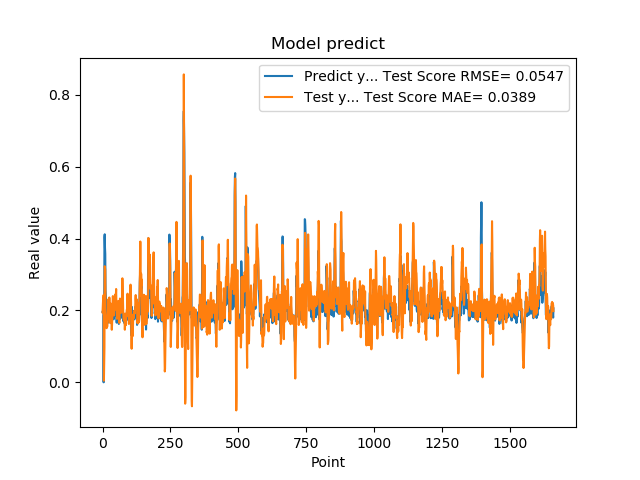 Model predict
Predict y... Test Score RMSE= 0.0547
Test y... Test Score MAE= 0.0389
Real value
0.8
0.6
0.4
0.2
0.0
0 250 500 750 1000 1250 1500
Point